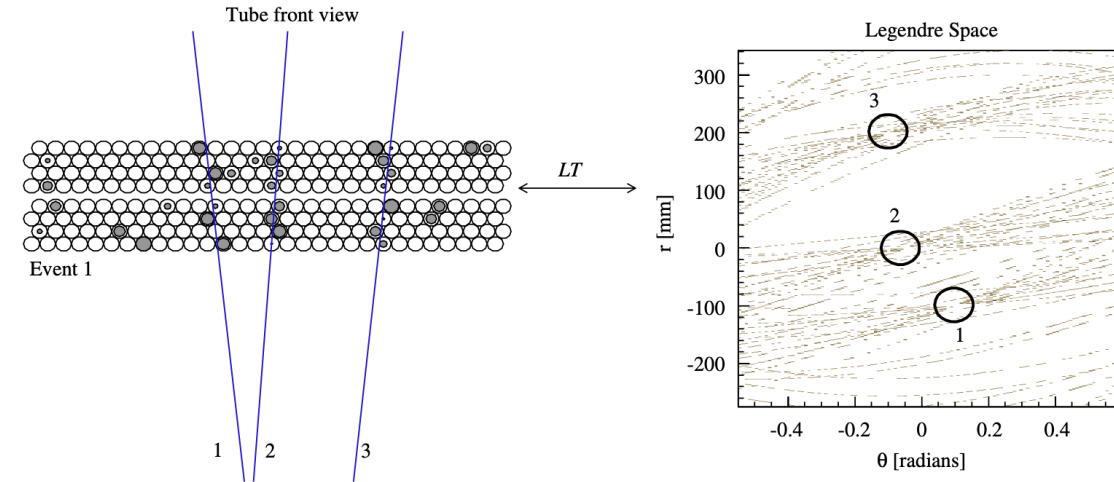 Tube front view
Event 1
1
2
3
LT
Legendre Space
r [mm]
300
200
100
0
-100
-200
3
2
1
-0.4
-0.2
0
0.2
0.4
θ [radians]